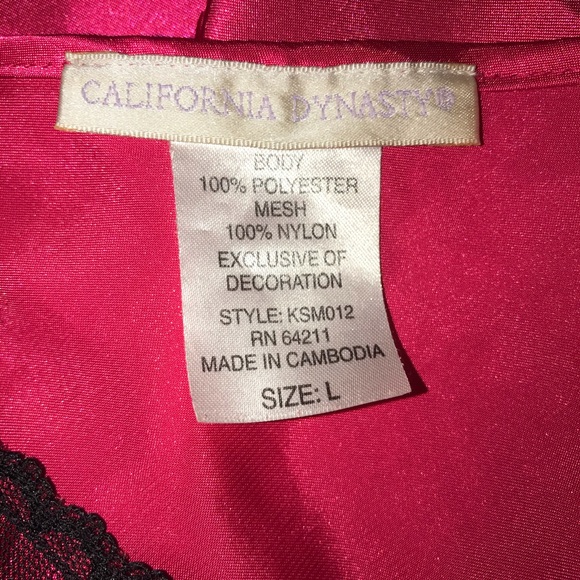 CALIFORNIA DYNASTY®
BODY
100% POLYESTER
MESH
100% NYLON
EXCLUSIVE OF
DECORATION
STYLE: KSM012
RN 64211
MADE IN CAMBODIA
SIZE: L